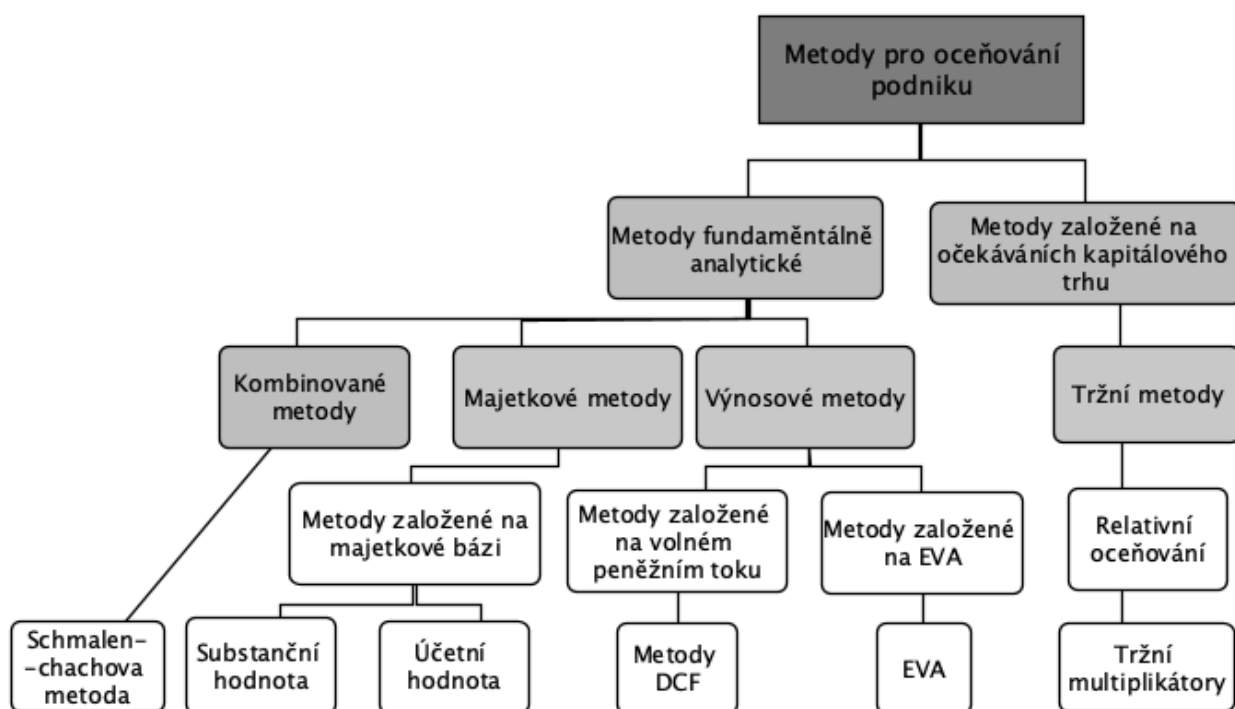 Metody pro oceňování
podniku
Metody fundaměntálně
analytické
Metody založené na
očekáváních kapitálového
trhu
Kombinované
metody
Majetkové metody
Výnosové metody
Tržní metody
Metody založené na
majetkové bázi
Metody založené
na volném
peněžním toku
Metody založené
na EVA
Relativní
oceňování
Schmalen-
-chachova
metoda
Substanční
hodnota
Účetní
hodnota
Metody
DCF
EVA
Tržní
multiplikátory